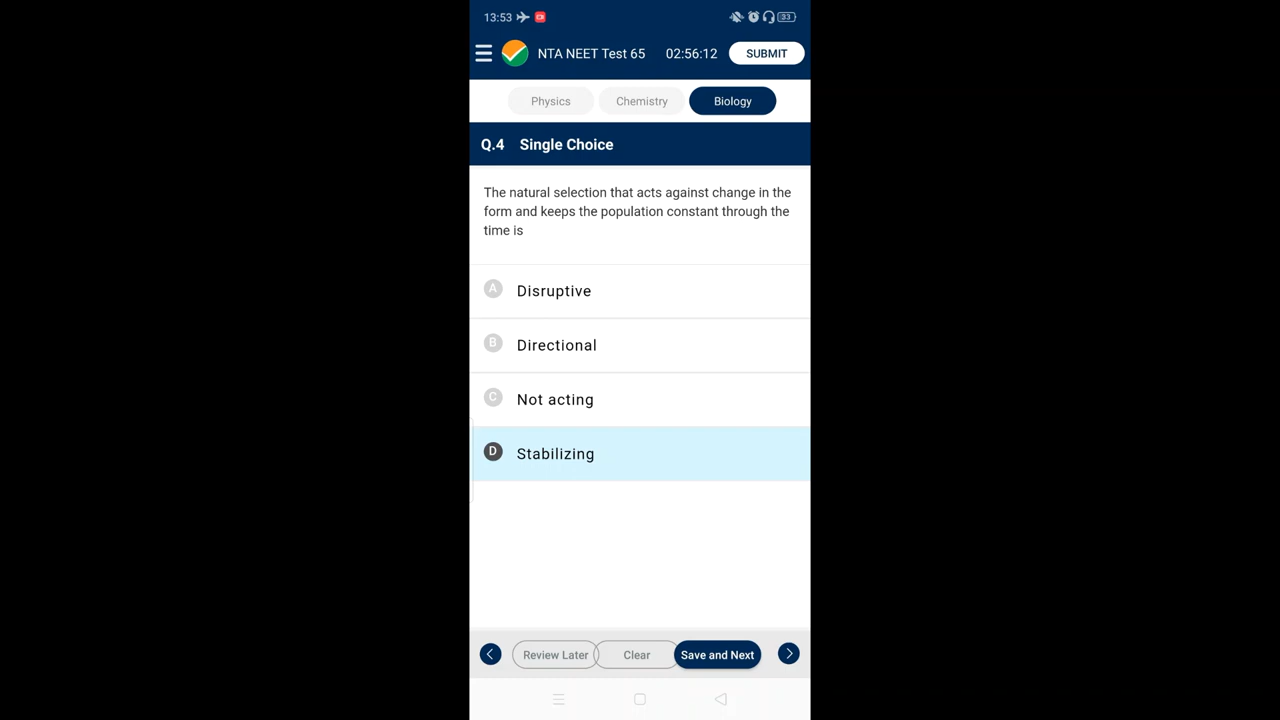 13:53
33
NTA NEET Test 65 02:56:12 SUBMIT
Physics Chemistry Biology
Q.4 Single Choice
The natural selection that acts against change in the
form and keeps the population constant through the
time is
A Disruptive
B Directional
C Not acting
D Stabilizing
Review Later Clear Save and Next